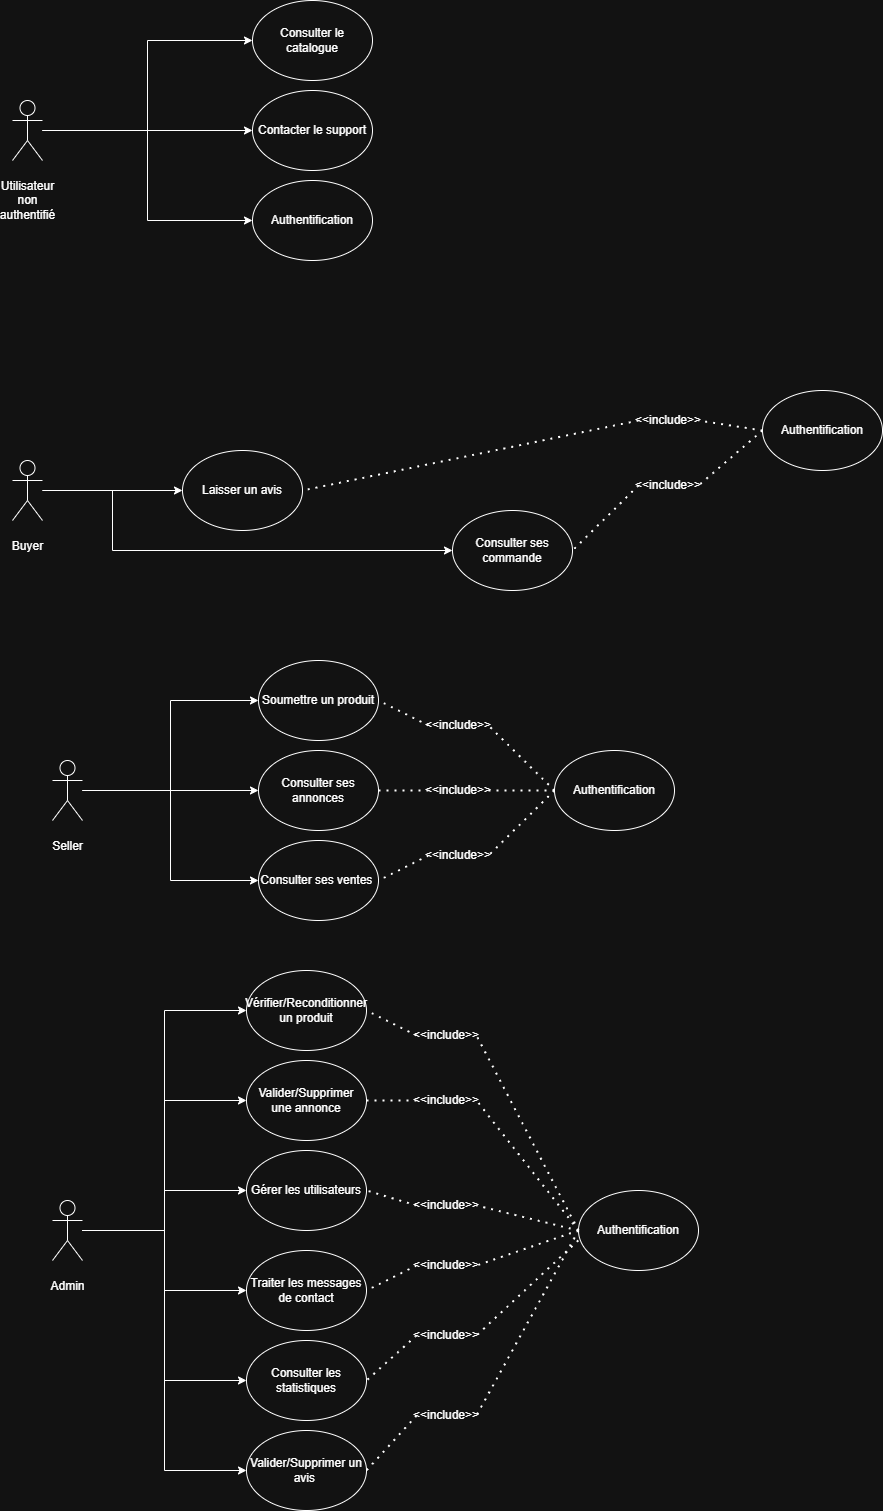 Consulter le
catalogue
Contacter le support
Utilisateur
non
authentifié
Authentification
<<include>>
Authentification
Laisser un avis
<<include>>
Buyer
Consulter ses
commande
Soumettre un produit
<<include>>
Consulter ses
annonces
<<include>>
Authentification
Seller
<<include>>
Consulter ses ventes
Vérifier/Reconditionner
un produit
<<include>>
Valider/Supprimer
une annonce
<<include>>
Gérer les utilisateurs
<<include>>
Authentification
Admin
<<include>>
Traiter les messages
de contact
<<include>>
Consulter les
statistiques
<<include>>
Valider/Supprimer un
avis